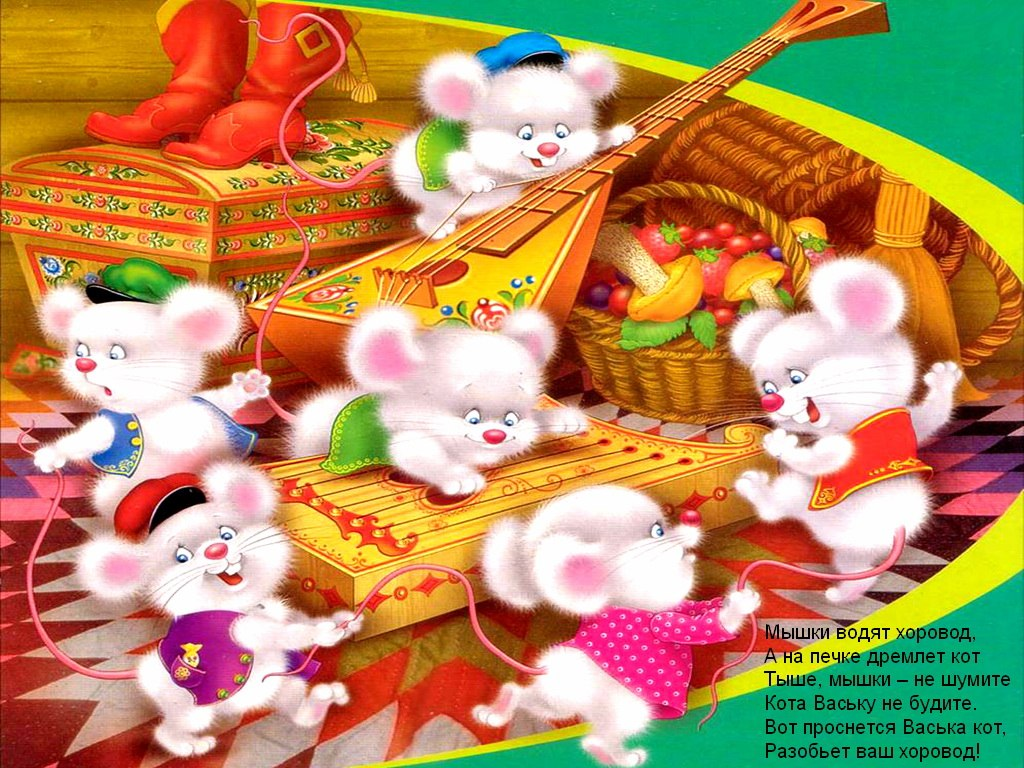 Мышки водят хоровод,
А на печке дремлет кот
Тыше, мышки – не шумите
Кота Ваську не будите.
Вот проснется Васька кот,
Разобьет ваш хоровод!